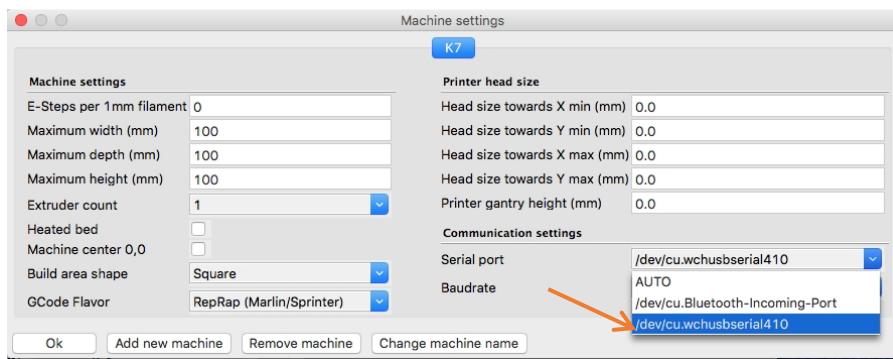 Machine settings
K7
Machine settings
E-Steps per 1mm filament 0
Maximum width (mm) 100
Maximum depth (mm) 100
Maximum height (mm) 100
Extruder count 1
Heated bed
Machine center 0,0
Build area shape Square
GCode Flavor RepRap (Marlin/Sprinter)
Printer head size
Head size towards X min (mm) 0.0
Head size towards Y min (mm) 0.0
Head size towards X max (mm) 0.0
Head size towards Y max (mm) 0.0
Printer gantry height (mm) 0.0
Communication settings
Serial port /dev/cu.wchusbserial410
Baudrate
AUTO
/dev/cu.Bluetooth-Incoming-Port
/dev/cu.wchusbserial410
Ok Add new machine Remove machine Change machine name